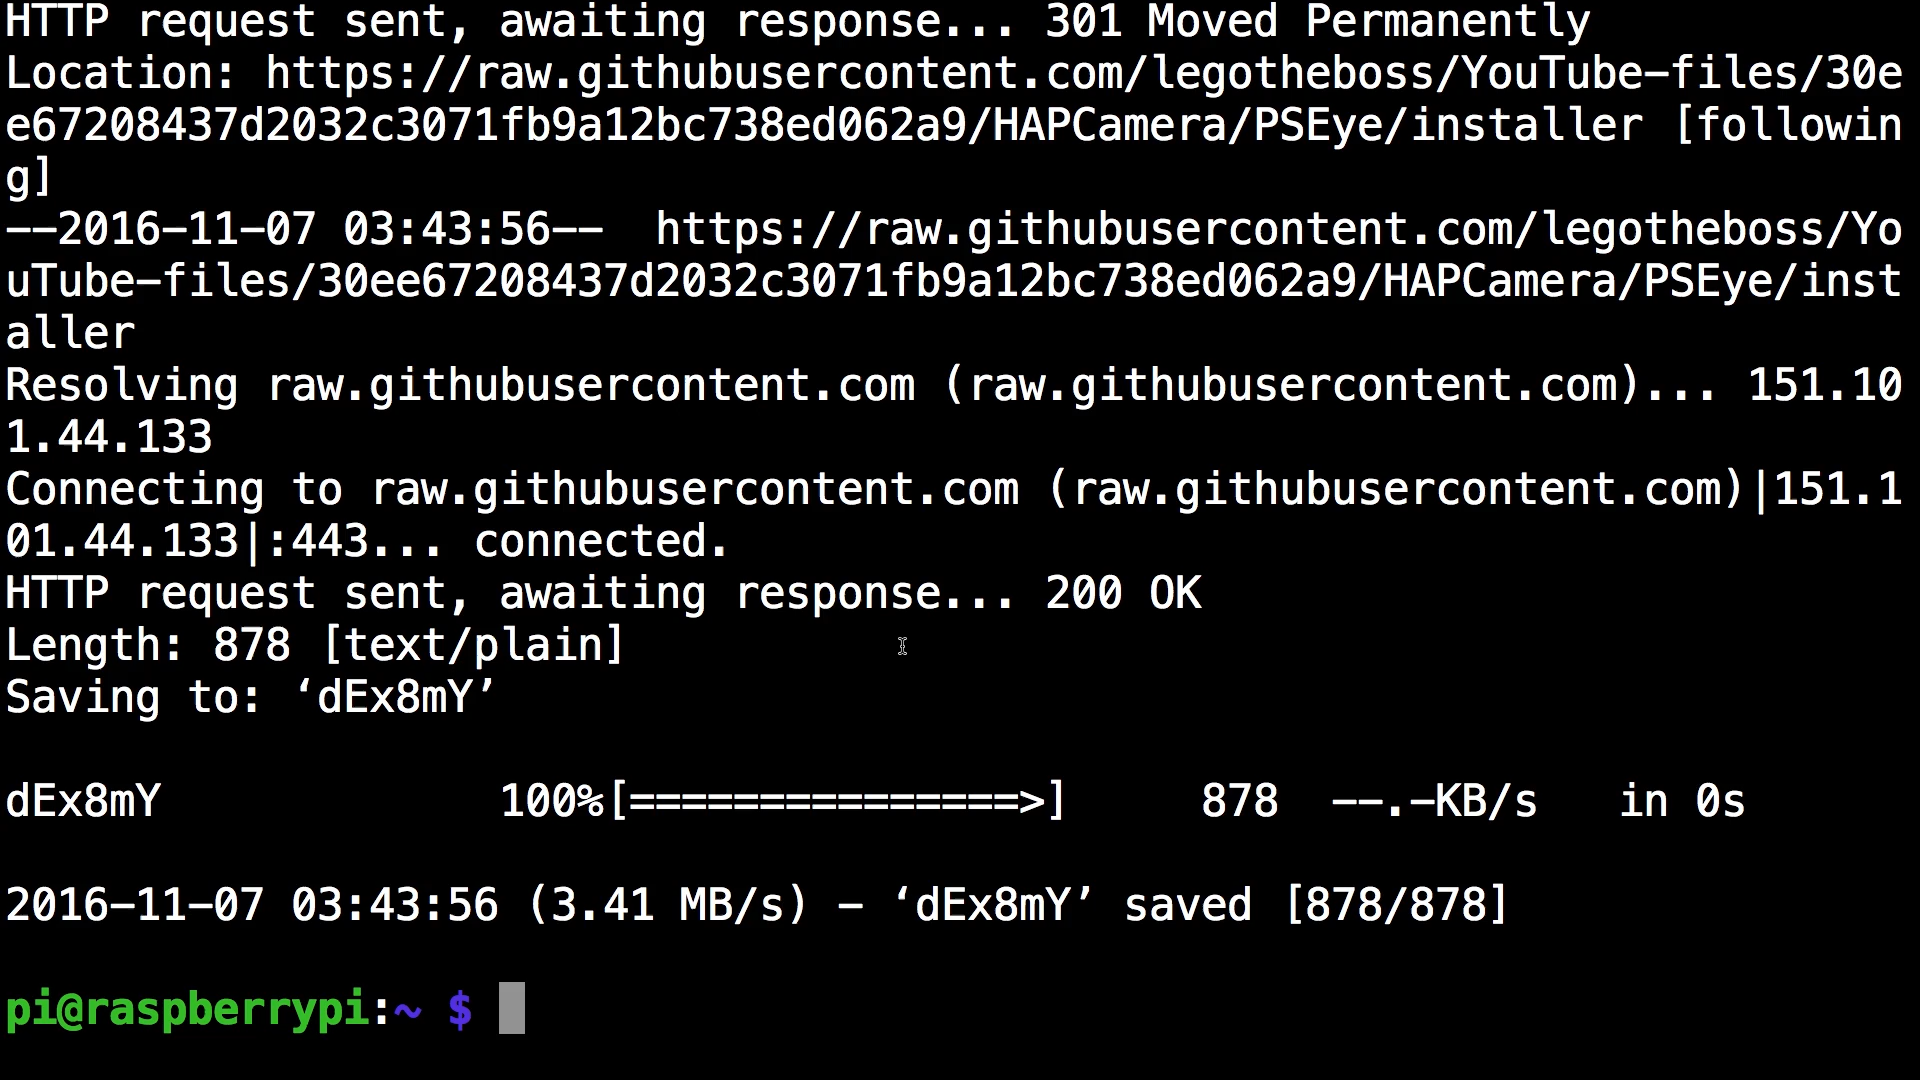 HTTP request sent, awaiting response... 301 Moved Permanently
Location: https://raw.githubusercontent.com/legotheboss/YouTube-files/30e
e67208437d2032c3071fb9a12bc738ed062a9/HAPCamera/PSEye/installer [followin
g]
--2016-11-07 03:43:56--  https://raw.githubusercontent.com/legotheboss/Yo
uTube-files/30ee67208437d2032c3071fb9a12bc738ed062a9/HAPCamera/PSEye/inst
aller
Resolving raw.githubusercontent.com (raw.githubusercontent.com)... 151.10
1.44.133
Connecting to raw.githubusercontent.com (raw.githubusercontent.com)|151.1
01.44.133|:443... connected.
HTTP request sent, awaiting response... 200 OK
Length: 878 [text/plain]
Saving to: ‘dEx8mY’
dEx8mY             100%[===============>]     878  --.-KB/s   in 0s
2016-11-07 03:43:56 (3.41 MB/s) - ‘dEx8mY’ saved [878/878]
pi@raspberrypi:~ $